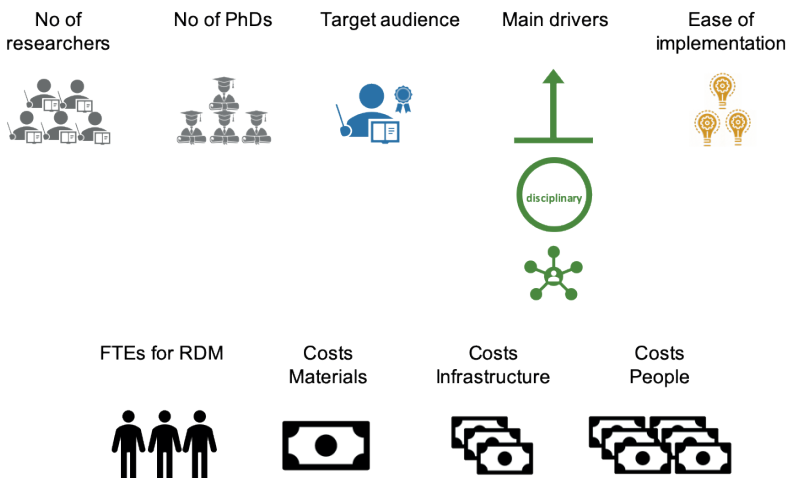 No of
researchers
No of PhDs
Target audience
Main drivers
Ease of
implementation
disciplinary
FTEs for RDM
Costs
Materials
Costs
Infrastructure
Costs
People